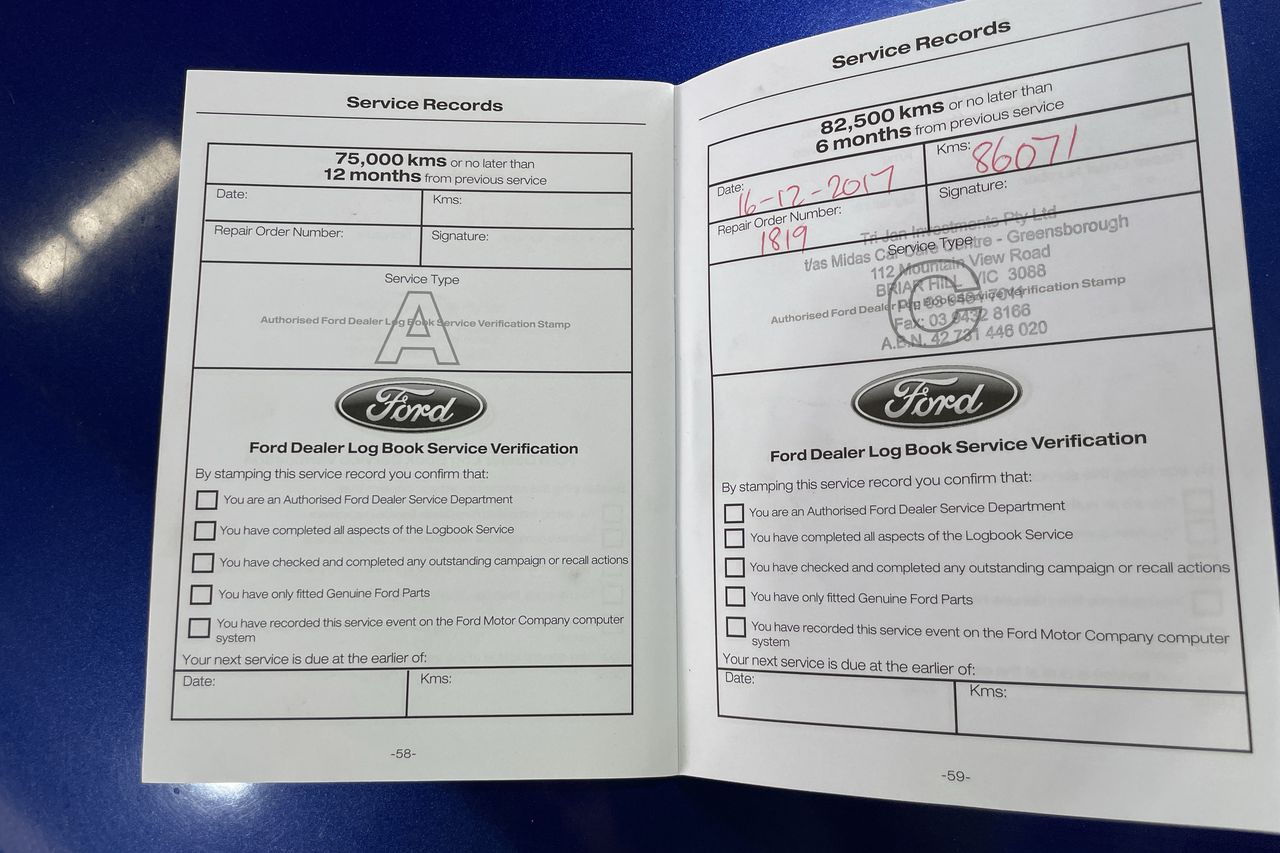 Service Records
75,000 kms or no later than
12 months from previous service
Date:
Kms:
Repair Order Number:
Signature:
Service Type
A
Authorised Ford Dealer Log Book Service Verification Stamp
Ford
Ford Dealer Log Book Service Verification
By stamping this service record you confirm that:
You are an Authorised Ford Dealer Service Department
You have completed all aspects of the Logbook Service
You have checked and completed any outstanding campaign or recall actions
You have only fitted Genuine Ford Parts
You have recorded this service event on the Ford Motor Company computer
system
Your next service is due at the earlier of:
Date:
Kms:
-58-
Service Records
82,500 kms or no later than
6 months from previous service
Date: 16-12-2017
Kms: 86071
Repair Order Number:
1819
Signature:
Tri-Jan Investments Pty Ltd
Service Type
t/as Midas Car Care Centre - Greensborough
112 Mountain View Road
BRIAR HILL VIC 3088
C
Authorised Ford Dealer Log Book Service Verification Stamp
Fax: 03 9432 8166
A.B.N. 42 731 446 020
Ford
Ford Dealer Log Book Service Verification
By stamping this service record you confirm that:
You are an Authorised Ford Dealer Service Department
You have completed all aspects of the Logbook Service
You have checked and completed any outstanding campaign or recall actions
You have only fitted Genuine Ford Parts
You have recorded this service event on the Ford Motor Company computer
system
Your next service is due at the earlier of:
Date:
Kms:
-59-